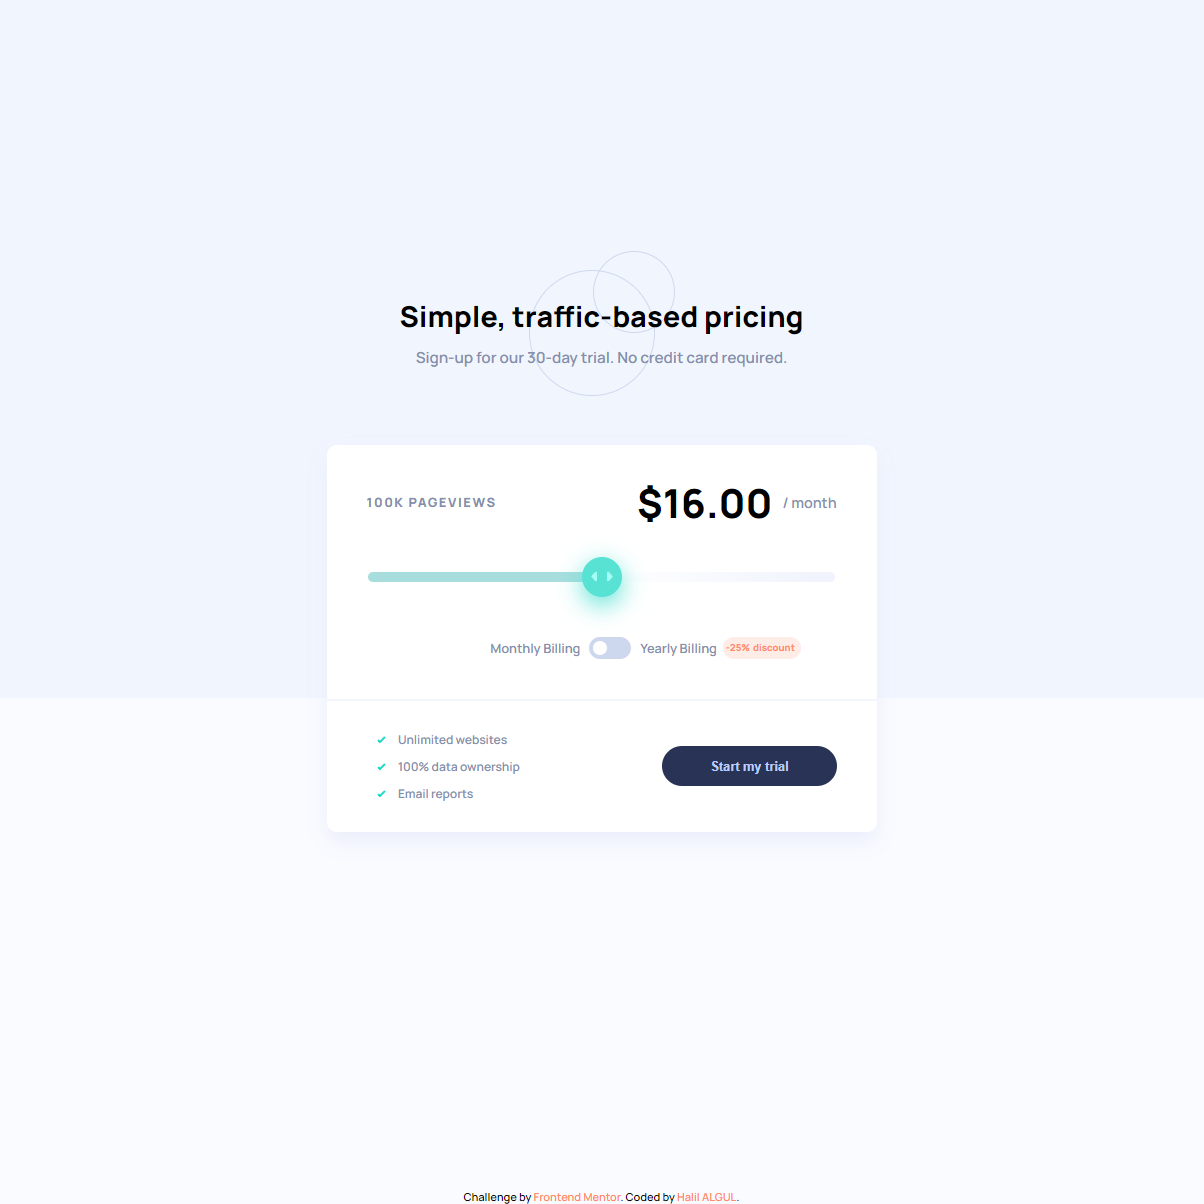 Simple, traffic-based pricing
Sign-up for our 30-day trial. No credit card required.
100K PAGEVIEWS
$16.00 / month
Monthly Billing Yearly Billing -25% discount
Unlimited websites
100% data ownership
Email reports
Start my trial
Challenge by Frontend Mentor. Coded by Halil ALGUL.